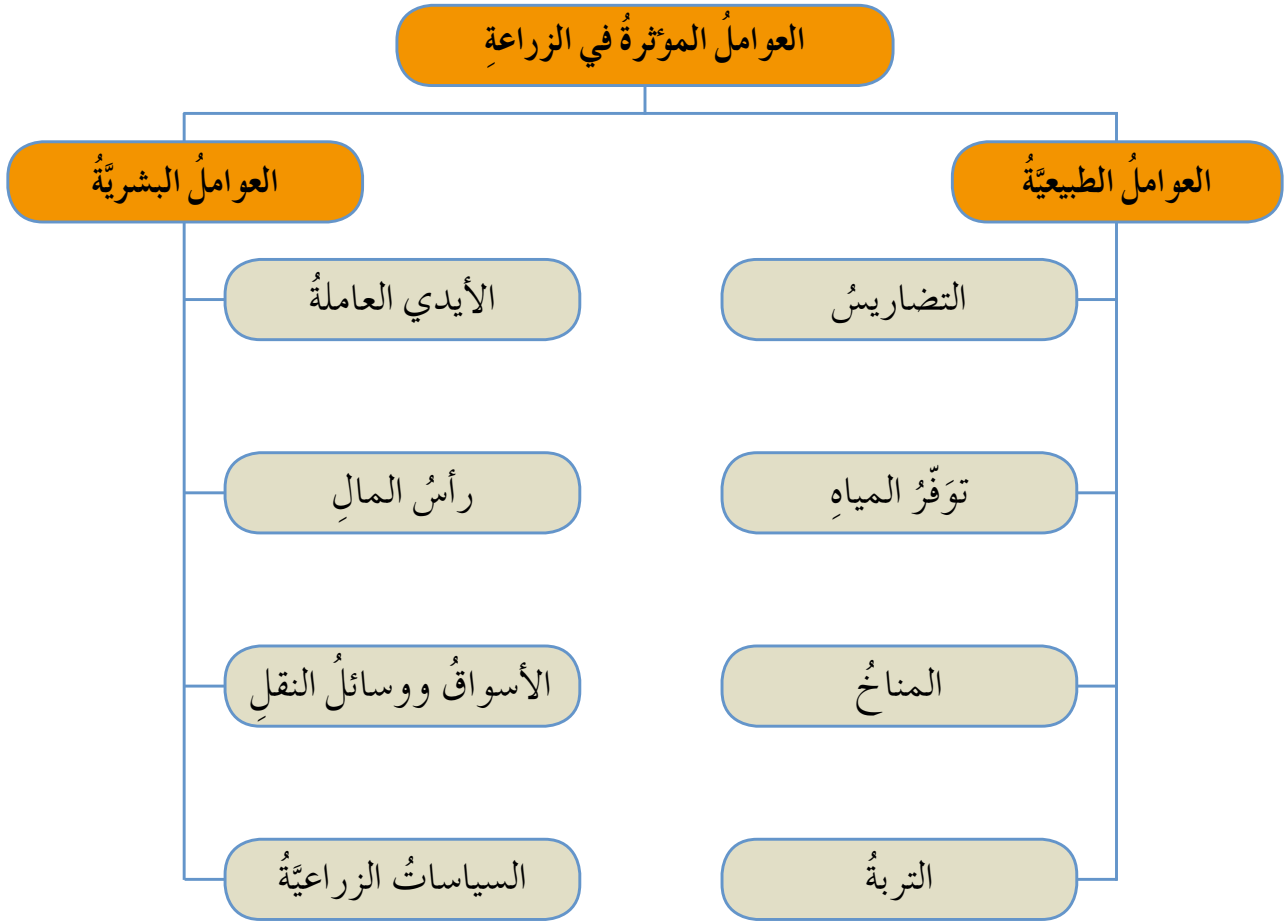 العواملُ المؤثرةُ في الزراعةِ
العواملُ الطبيعيَّةُ
التضاريسُ
توَفّرُ المياهِ
المناخُ
التربةُ
العواملُ البشريَّةُ
الأيدي العاملةُ
رأسُ المالِ
الأسواقُ ووسائلُ النقلِ
السياساتُ الزراعيَّةُ